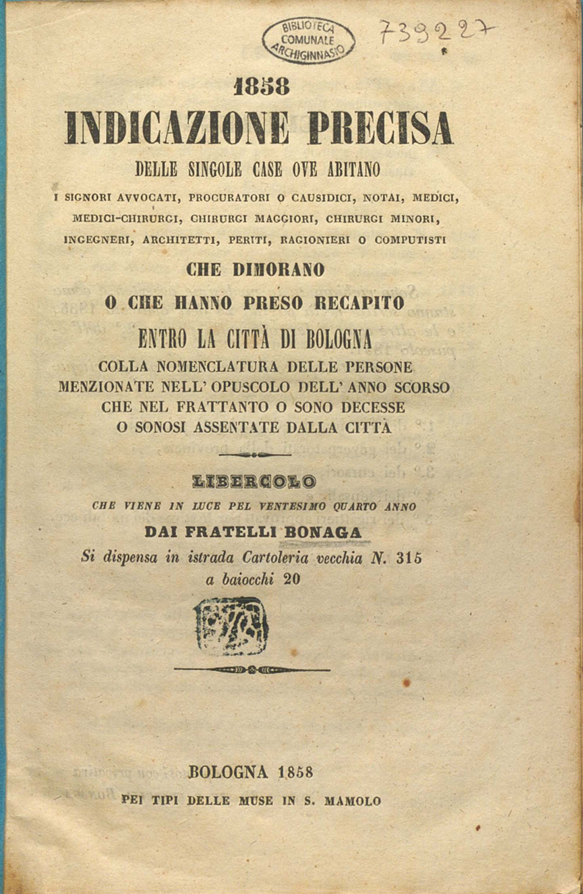 BIBLIOTECA
COMUNALE
ARCHIGINNASIO
739227
1858
INDICAZIONE PRECISA
DELLE SINGOLE CASE OVE ABITANO
I SIGNORI AVVOCATI, PROCURATORI O CAUSIDICI, NOTAI, MEDICI,
MEDICI-CHIRURGI, CHIRURGI MAGGIORI, CHIRURGI MINORI,
INGEGNERI, ARCHITETTI, PERITI, RAGIONIERI O COMPUTISTI
CHE DIMORANO
O CHE HANNO PRESO RECAPITO
ENTRO LA CITTÀ DI BOLOGNA
COLLA NOMENCLATURA DELLE PERSONE
MENZIONATE NELL' OPUSCOLO DELL' ANNO SCORSO
CHE NEL FRATTANTO O SONO DECESSE
O SONOSI ASSENTATE DALLA CITTÀ
LIBERCOLO
CHE VIENE IN LUCE PEL VENTESIMO QUARTO ANNO
DAI FRATELLI BONAGA
Si dispensa in istrada Cartoleria vecchia N. 315
a baiocchi 20
BOLOGNA 1858
PEI TIPI DELLE MUSE IN S. MAMOLO